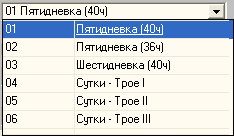 01 Пятидневка (40ч)
01 Пятидневка (40ч)
02 Пятидневка (36ч)
03 Шестидневка (40ч)
04 Сутки - Трое I
05 Сутки - Трое II
06 Сутки - Трое III